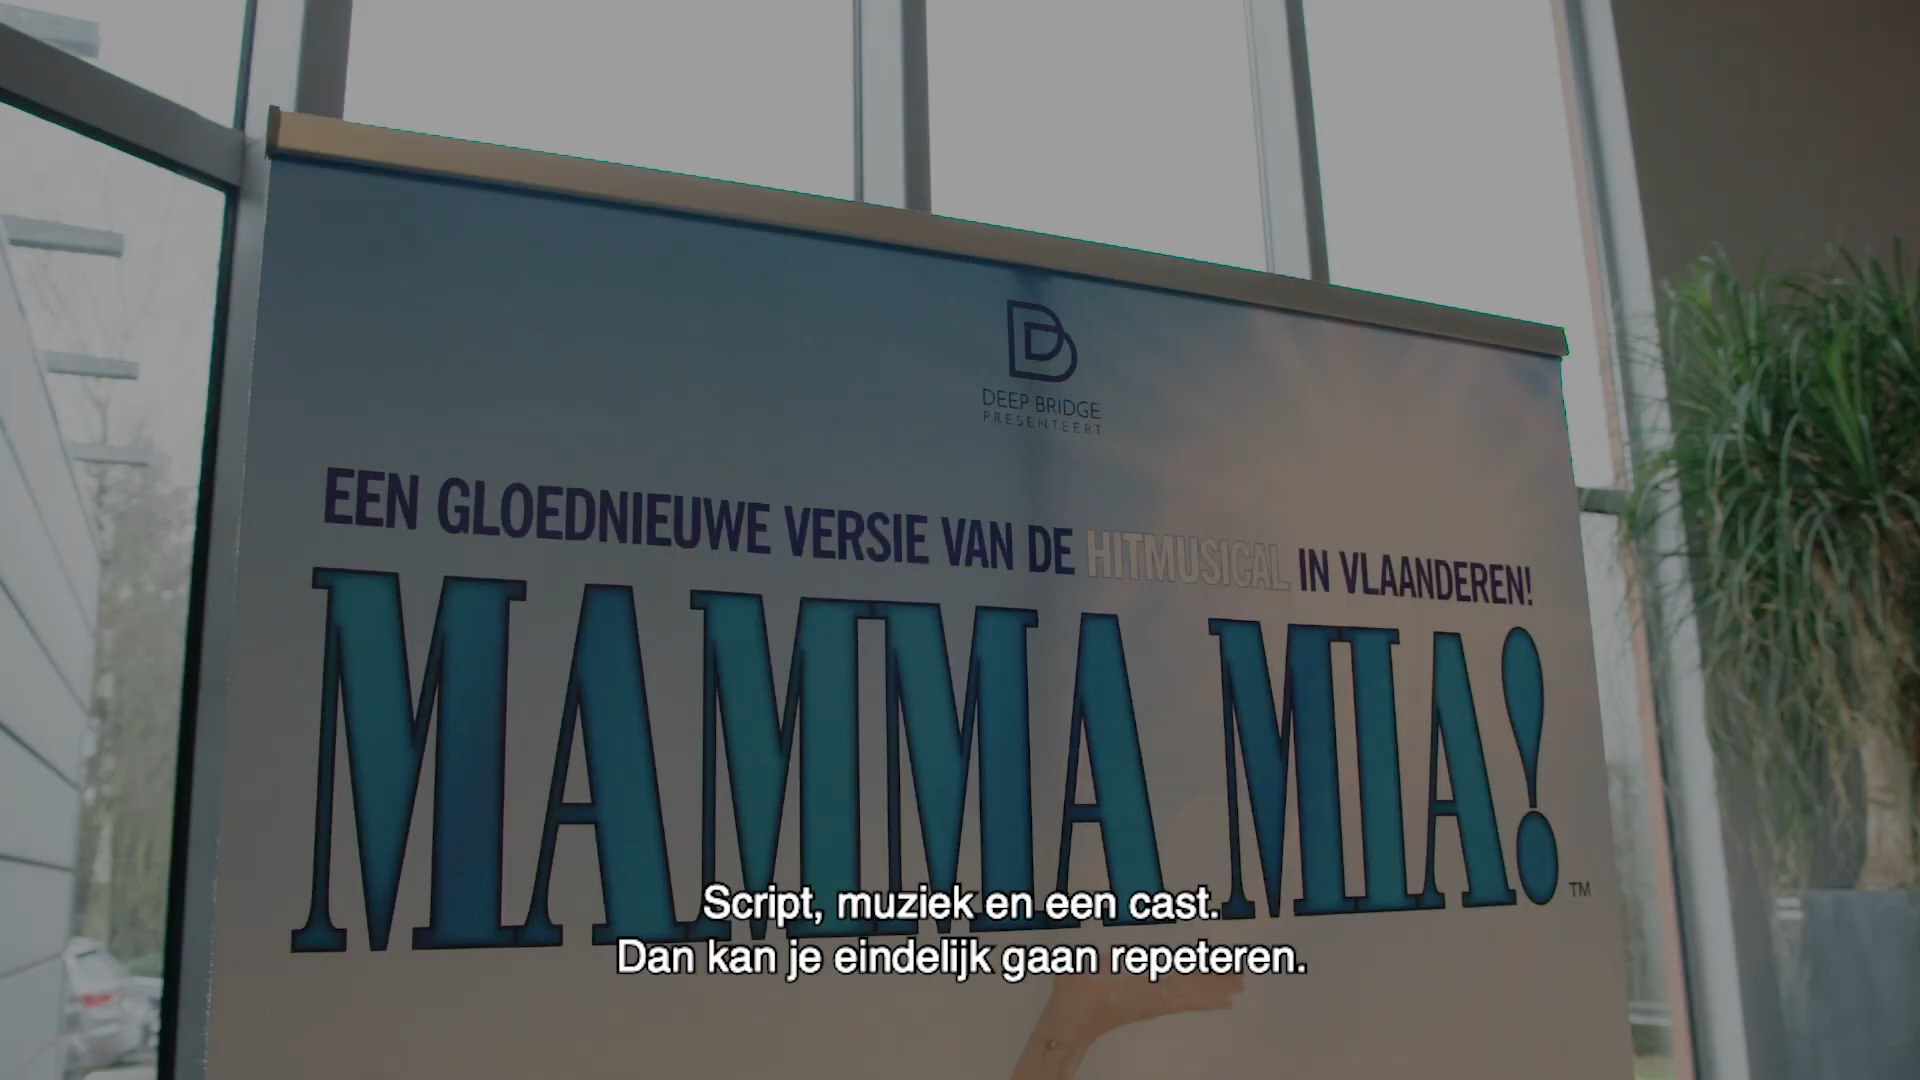 DEEP BRIDGE
PRESENTEERT
EEN GLOEDNIEUWE VERSIE VAN DE HITMUSICAL IN VLAANDEREN!
MAMMA MIA!™
Script, muziek en een cast.
Dan kan je eindelijk gaan repeteren.